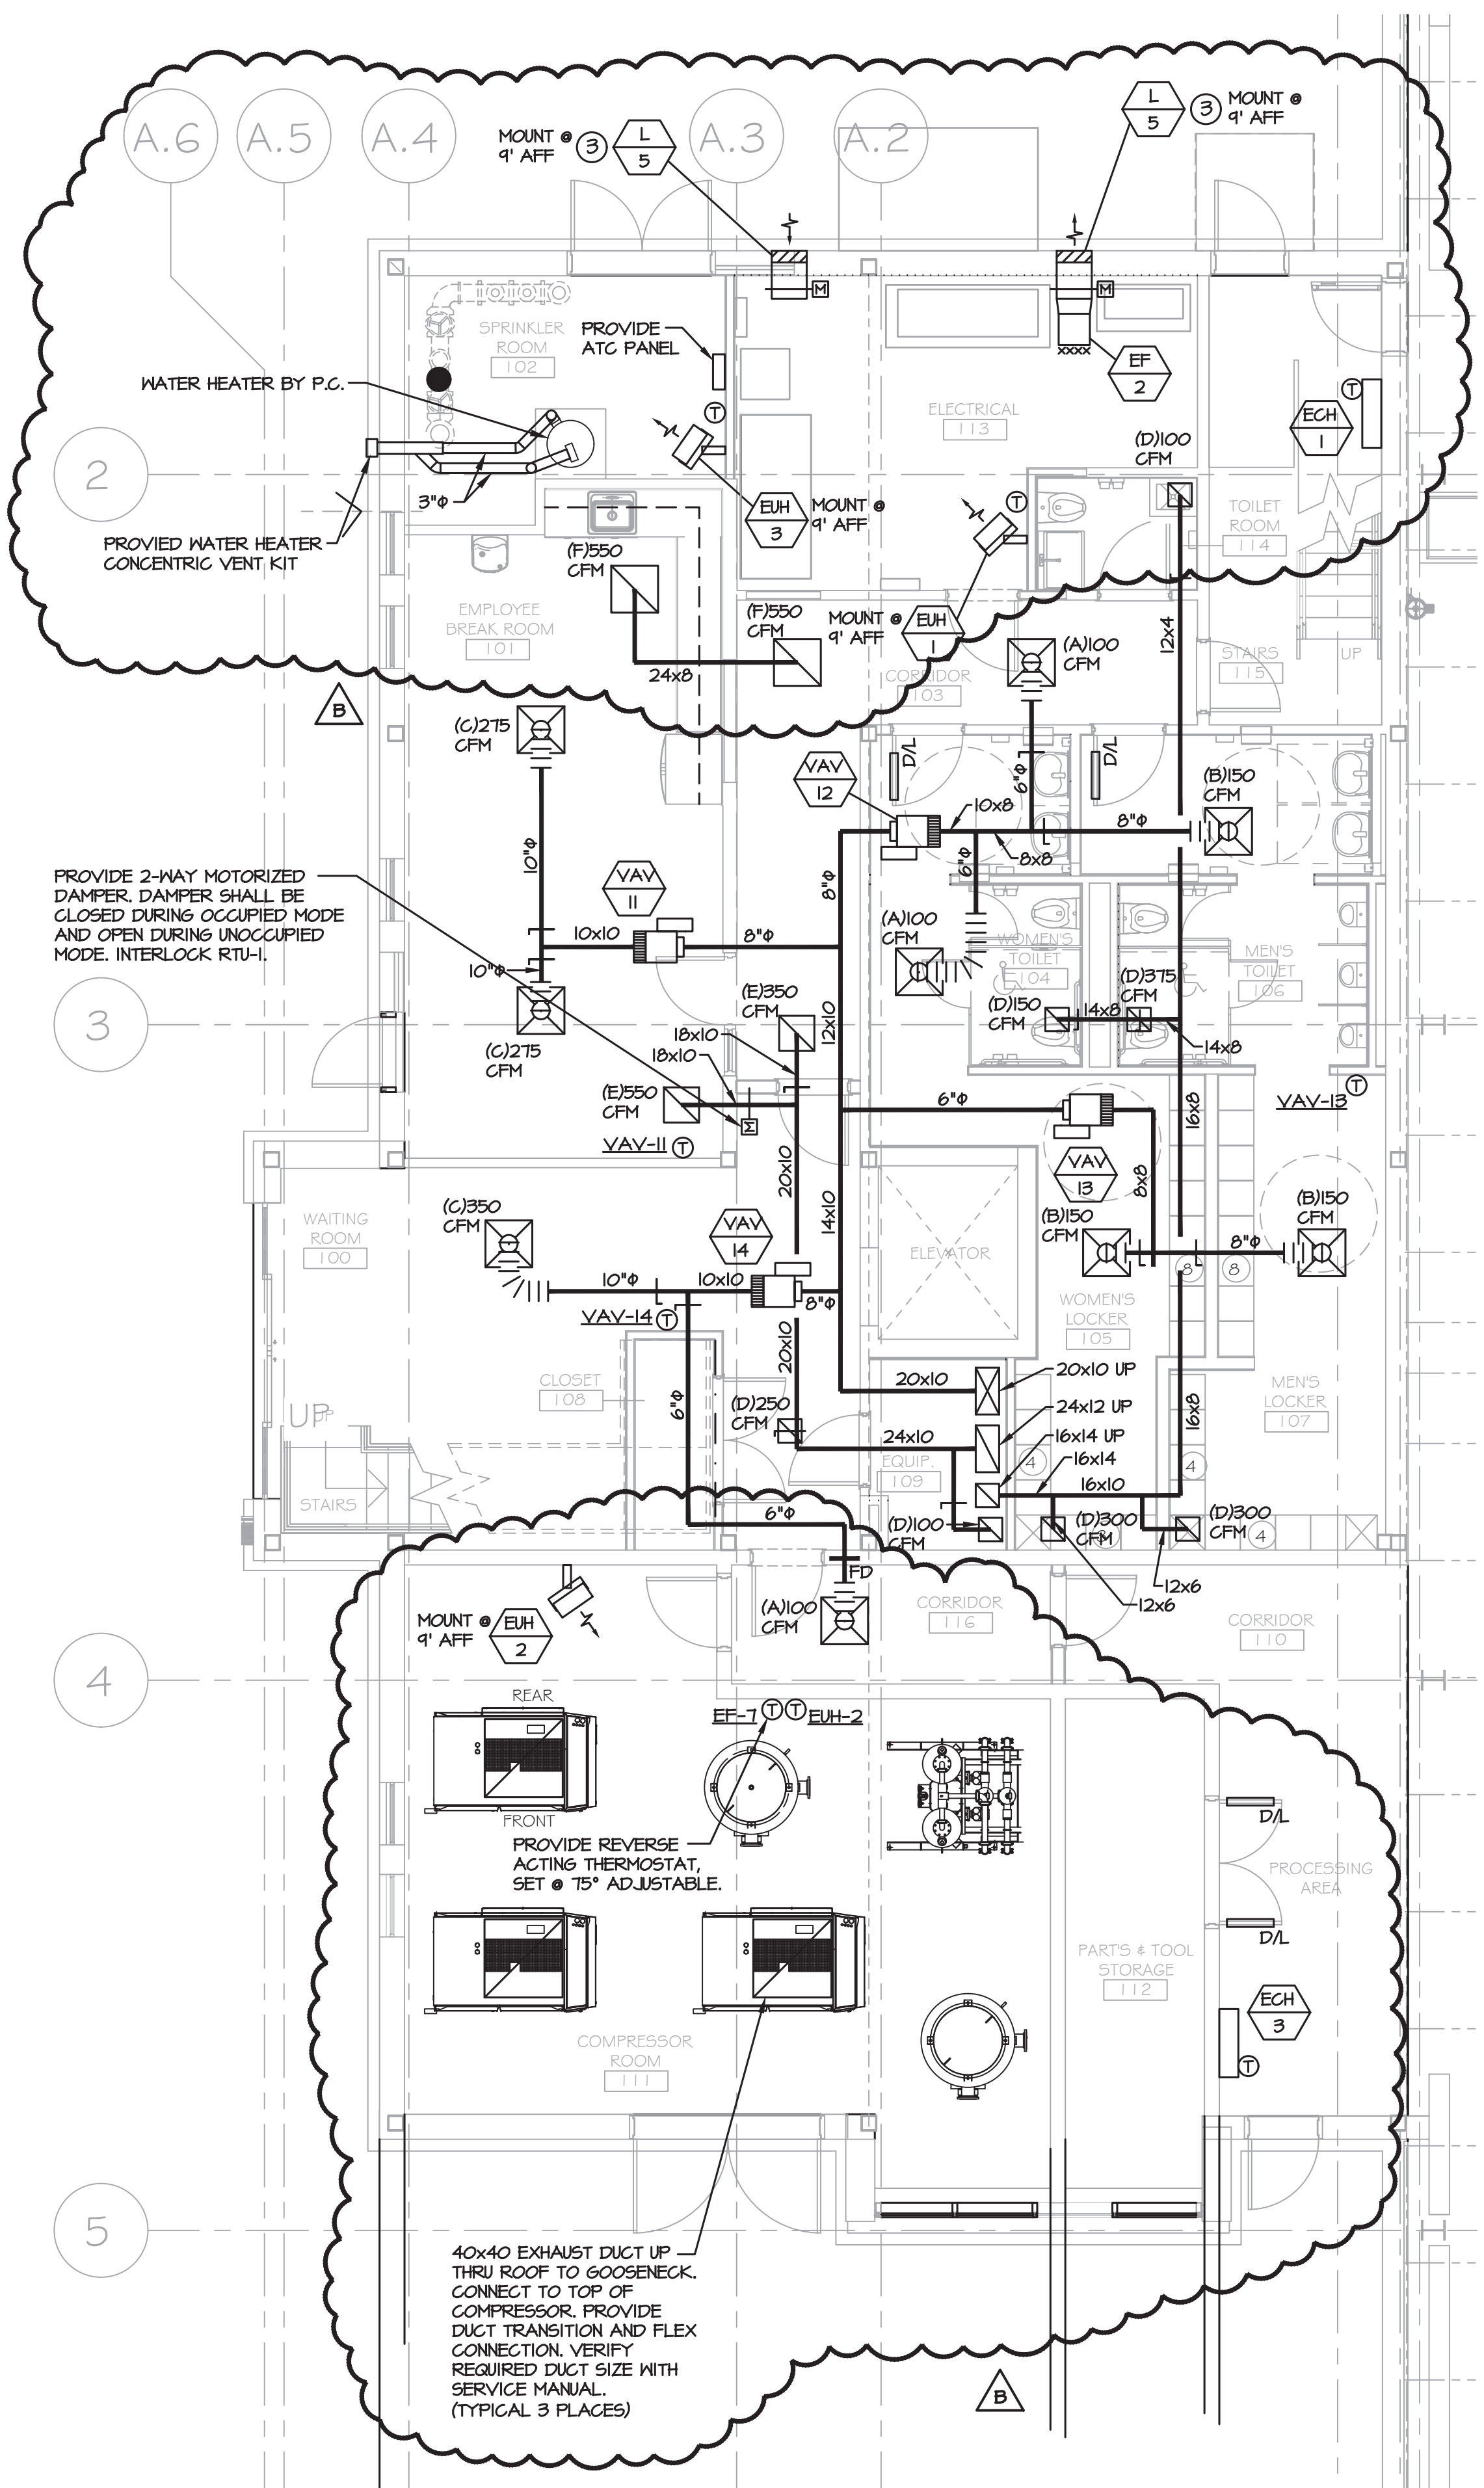 A.6
A.5
A.4
A.3
A.2
MOUNT @
9' AFF
3
L
5
L
5
3
MOUNT @
9' AFF
M
M
SPRINKLER
ROOM
102
PROVIDE
ATC PANEL
EF
2
WATER HEATER BY P.C.
T
T
ECH
1
ELECTRICAL
113
(D)100
CFM
2
3"Φ
EUH
3
MOUNT @
9' AFF
T
TOILET
ROOM
114
PROVIED WATER HEATER
CONCENTRIC VENT KIT
(F)550
CFM
EMPLOYEE
BREAK ROOM
101
(F)550
CFM
MOUNT @
9' AFF
EUH
1
(A)100
CFM
12x4
STAIRS
115
UP
24x8
CORRIDOR
103
B
(C)275
CFM
VAV
12
D/L
D/L
6"Φ
(B)150
CFM
10x8
8"Φ
8x8
6"Φ
10"Φ
8"Φ
PROVIDE 2-WAY MOTORIZED
DAMPER. DAMPER SHALL BE
CLOSED DURING OCCUPIED MODE
AND OPEN DURING UNOCCUPIED
MODE. INTERLOCK RTU-1.
VAV
11
10x10
8"Φ
10"Φ
(A)100
CFM
WOMEN'S
TOILET
104
MEN'S
TOILET
106
(D)375
CFM
(D)150
CFM
14x8
14x8
3
(E)350
CFM
12x10
18x10
18x10
(C)275
CFM
(E)550
CFM
M
VAV-11
T
6"Φ
16x8
VAV-13
T
VAV
13
8x8
20x10
14x10
(C)350
CFM
VAV
14
WAITING
ROOM
100
(B)150
CFM
(B)150
CFM
8"Φ
8
8
ELEVATOR
10"Φ
10x10
8"Φ
VAV-14
T
WOMEN'S
LOCKER
105
20x10
20x10
20x10 UP
CLOSET
108
MEN'S
LOCKER
107
6"Φ
(D)250
CFM
24x12 UP
16x8
UP
UP
24x10
16x14 UP
16x14
EQUIP.
109
4
4
16x10
STAIRS
6"Φ
(D)100
CFM
(D)300
CFM
(D)300
CFM
4
FD
12x6
12x6
MOUNT @
9' AFF
EUH
2
(A)100
CFM
CORRIDOR
116
CORRIDOR
110
4
REAR
EF-7
T
T
EUH-2
FRONT
D/L
PROVIDE REVERSE
ACTING THERMOSTAT,
SET @ 75° ADJUSTABLE.
PROCESSING
AREA
D/L
PART'S & TOOL
STORAGE
112
ECH
3
T
COMPRESSOR
ROOM
111
5
40x40 EXHAUST DUCT UP
THRU ROOF TO GOOSENECK.
CONNECT TO TOP OF
COMPRESSOR. PROVIDE
DUCT TRANSITION AND FLEX
CONNECTION. VERIFY
REQUIRED DUCT SIZE WITH
SERVICE MANUAL.
(TYPICAL 3 PLACES)
B